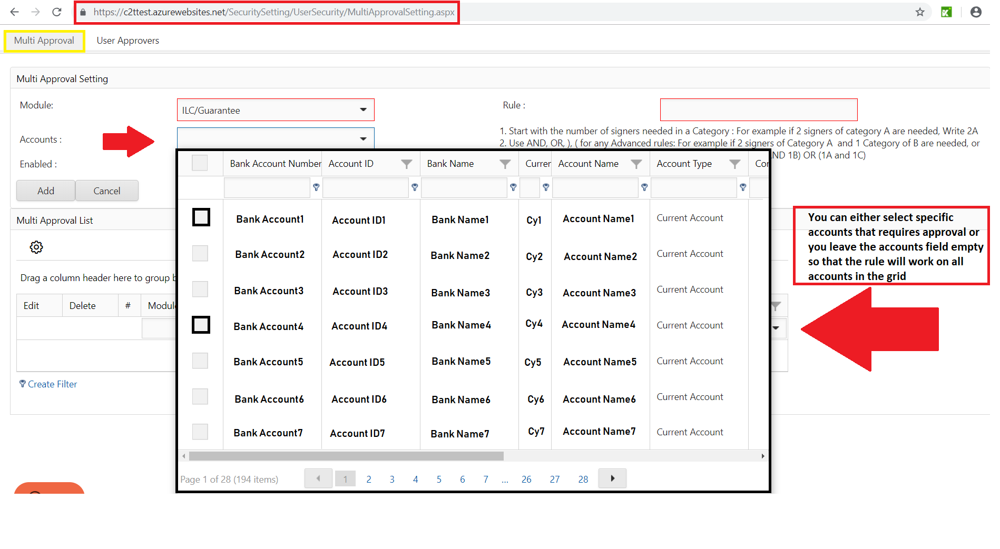 https://c2ttest.azurewebsites.net/SecuritySetting/UserSecurity/MultiApprovalSetting.aspx
Multi Approval User Approvers
Multi Approval Setting
Module: ILC/Guarantee Rule :
Accounts :
1. Start with the number of signers needed in a Category : For example if 2 signers of category A are needed, Write 2A
2. Use AND, OR, ), ( for any Advanced rules: For example if 2 signers of Category A and 1 Category of B are needed, or
ND 1B) OR (1A and 1C)
Enabled :
Add Cancel
Multi Approval List
Drag a column header here to group b
Edit Delete # Module
Create Filter
Bank Account Number Account ID Bank Name Curren Account Name Account Type Con
Bank Account1 Account ID1 Bank Name1 Cy1 Account Name1 Current Account
Bank Account2 Account ID2 Bank Name2 Cy2 Account Name2 Current Account
Bank Account3 Account ID3 Bank Name3 Cy3 Account Name3 Current Account
Bank Account4 Account ID4 Bank Name4 Cy4 Account Name4 Current Account
Bank Account5 Account ID5 Bank Name5 Cy5 Account Name5 Current Account
Bank Account6 Account ID6 Bank Name6 Cy6 Account Name6 Current Account
Bank Account7 Account ID7 Bank Name7 Cy7 Account Name7 Current Account
Page 1 of 28 (194 items) 1 2 3 4 5 6 7 ... 26 27 28
You can either select specific
accounts that requires approval or
you leave the accounts field empty
so that the rule will work on all
accounts in the grid